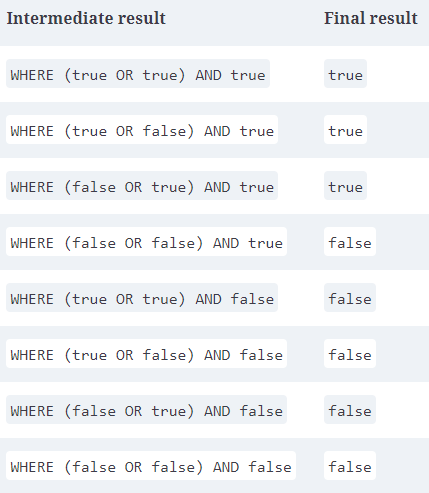 Intermediate result Final result
WHERE (true OR true) AND true true
WHERE (true OR false) AND true true
WHERE (false OR true) AND true true
WHERE (false OR false) AND true false
WHERE (true OR true) AND false false
WHERE (true OR false) AND false false
WHERE (false OR true) AND false false
WHERE (false OR false) AND false false